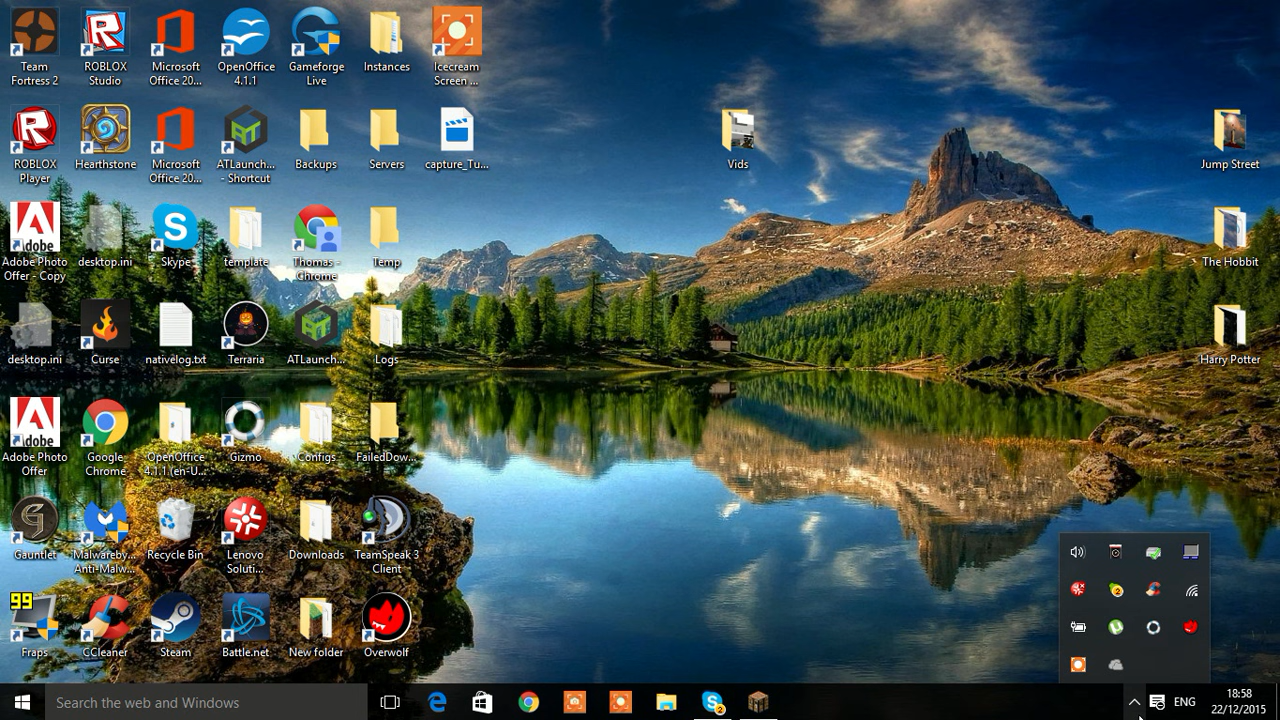 Team
Fortress 2
ROBLOX
Studio
Microsoft
Office 20...
OpenOffice
4.1.1
Gameforge
Live
Instances
Icecream
Screen ...
ROBLOX
Player
Hearthstone
Microsoft
Office 20...
ATLaunch...
- Shortcut
Backups
Servers
capture_Tu...
Vids
Jump Street
Adobe
Adobe Photo
Offer - Copy
desktop.ini
Skype
template
Thomas -
Chrome
Temp
The Hobbit
desktop.ini
Curse
nativelog.txt
Terraria
ATLaunch...
Logs
Harry Potter
Adobe
Adobe Photo
Offer
Google
Chrome
OpenOffice
4.1.1 (en-U...
Gizmo
Configs
FailedDow...
Gauntlet
Malwareby...
Anti-Malw...
Recycle Bin
Lenovo
Soluti...
Downloads
TeamSpeak 3
Client
99
Fraps
CCleaner
Steam
Battle.net
New folder
Overwolf
2
Search the web and Windows
2
ENG
18:58
22/12/2015